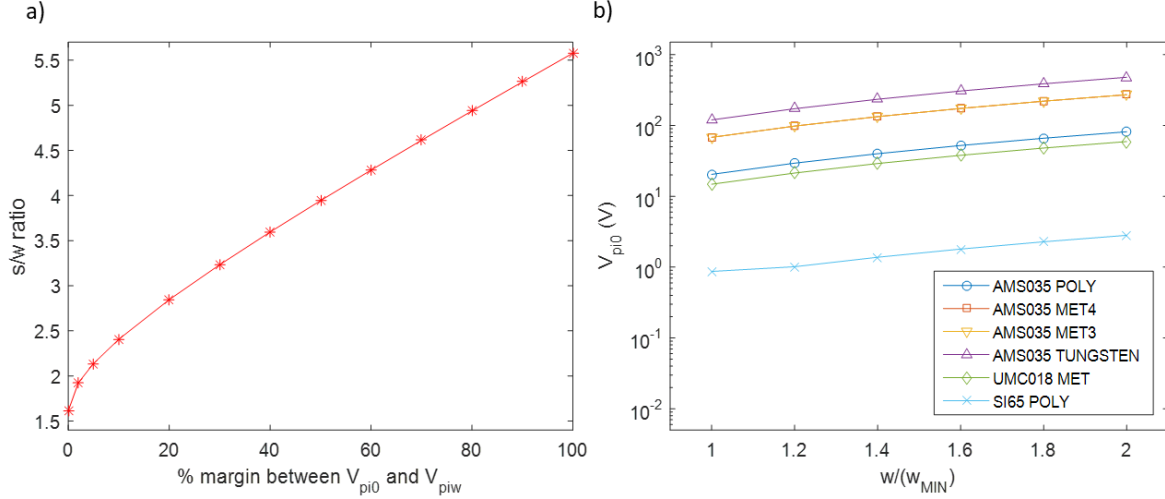 a)
s/w ratio
5.5
5
4.5
4
3.5
3
2.5
2
1.5
0 20 40 60 80 100
% margin between V_pi0 and V_piw
b)
V_pi0 (V)
10^3
10^2
10^1
10^0
10^-1
10^-2
AMS035 POLY
AMS035 MET4
AMS035 MET3
AMS035 TUNGSTEN
UMC018 MET
SI65 POLY
1 1.2 1.4 1.6 1.8 2
w/(w_MIN)